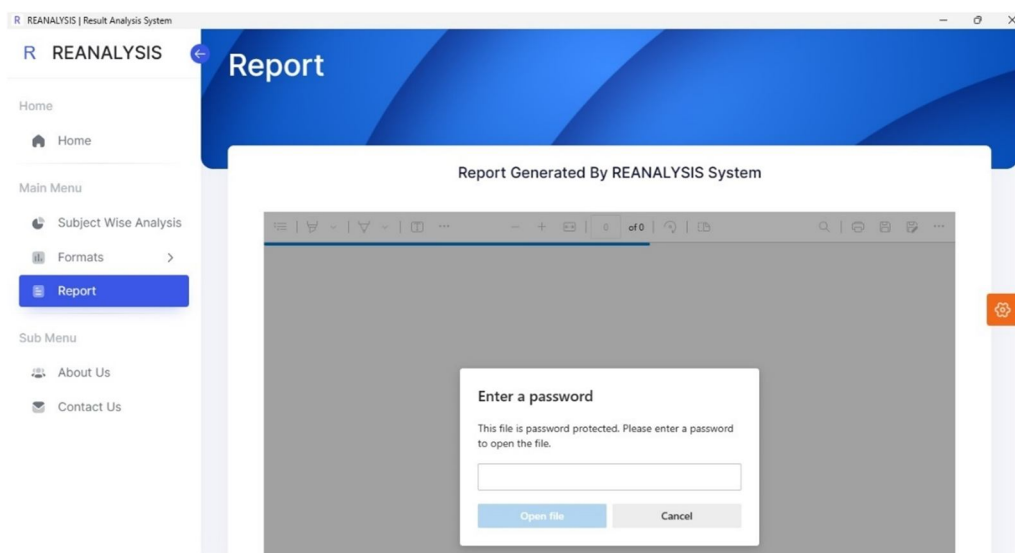 R REANALYSIS | Result Analysis System
R REANALYSIS
Report
Home
Home
Main Menu
Subject Wise Analysis
Formats
Report
Sub Menu
About Us
Contact Us
Report Generated By REANALYSIS System
0 of 0
Enter a password
This file is password protected. Please enter a password
to open the file.
Open file Cancel